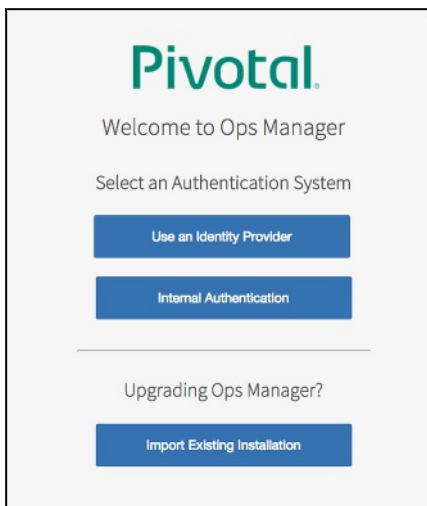 Pivotal.
Welcome to Ops Manager
Select an Authentication System
Use an Identity Provider
Internal Authentication
Upgrading Ops Manager?
Import Existing Installation